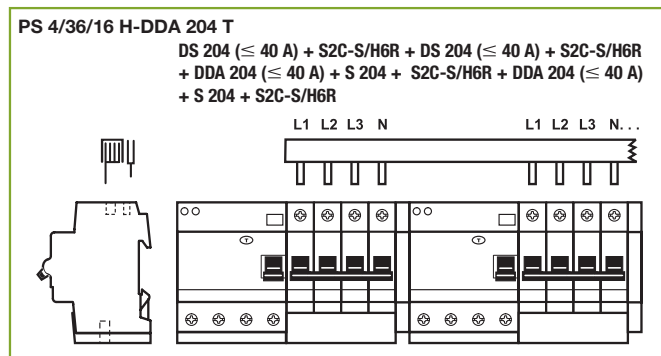 PS 4/36/16 H-DDA 204 T
DS 204 (≤ 40 A) + S2C-S/H6R + DS 204 (≤ 40 A) + S2C-S/H6R
+ DDA 204 (≤ 40 A) + S 204 + S2C-S/H6R + DDA 204 (≤ 40 A)
+ S 204 + S2C-S/H6R
L1 L2 L3 N L1 L2 L3 N...
T T